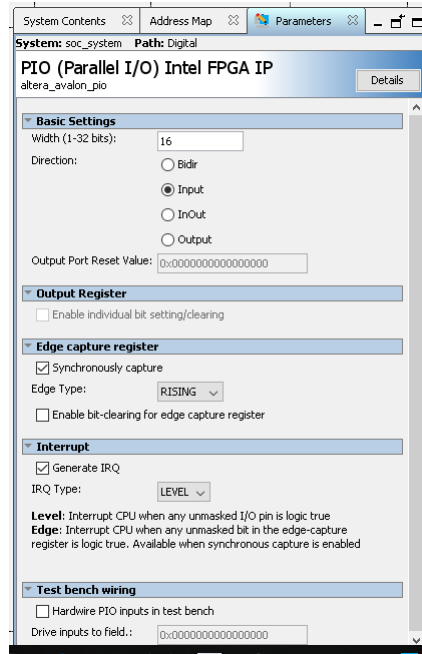 System Contents Address Map Parameters
System: soc_system Path: Digital
PIO (Parallel I/O) Intel FPGA IP
altera_avalon_pio
Details
Basic Settings
Width (1-32 bits): 16
Direction: Bidir
Input
InOut
Output
Output Port Reset Value: 0x0000000000000000
Output Register
Enable individual bit setting/clearing
Edge capture register
Synchronously capture
Edge Type: RISING
Enable bit-clearing for edge capture register
Interrupt
Generate IRQ
IRQ Type: LEVEL
Level: Interrupt CPU when any unmasked I/O pin is logic true
Edge: Interrupt CPU when any unmasked bit in the edge-capture
register is logic true. Available when synchronous capture is enabled
Test bench wiring
Hardwire PIO inputs in test bench
Drive inputs to field.: 0x0000000000000000